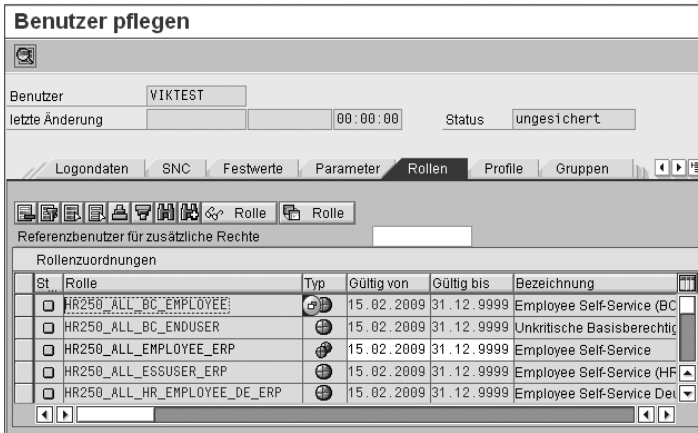 Benutzer pflegen
Benutzer VIKTEST
letzte Änderung 00:00:00 Status ungesichert
Logondaten SNC Festwerte Parameter Rollen Profile Gruppen
Rolle Rolle
Referenzbenutzer für zusätzliche Rechte
Rollenzuordnungen
St... Rolle Typ Gültig von Gültig bis Bezeichnung
HR250_ALL_BC_EMPLOYEE 15.02.2009 31.12.9999 Employee Self-Service (BC
HR250_ALL_BC_ENDUSER 15.02.2009 31.12.9999 Unkritische Basisberechtig
HR250_ALL_EMPLOYEE_ERP 15.02.2009 31.12.9999 Employee Self-Service
HR250_ALL_ESSUSER_ERP 15.02.2009 31.12.9999 Employee Self-Service (HR
HR250_ALL_HR_EMPLOYEE_DE_ERP 15.02.2009 31.12.9999 Employee Self-Service Deu